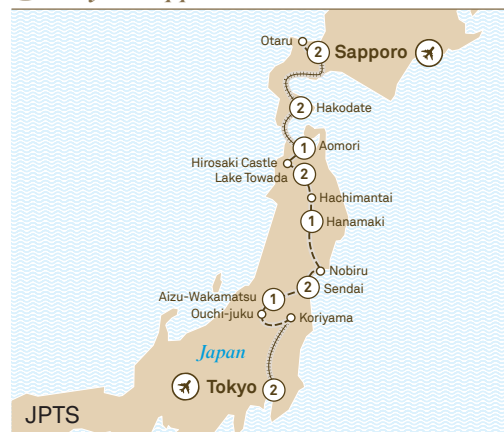 Otaru
2
Sapporo
2
Hakodate
1
Aomori
Hirosaki Castle
Lake Towada
2
Hachimantai
1
Hanamaki
Nobiru
2
Sendai
Aizu-Wakamatsu
1
Ouchi-juku
Koriyama
Japan
Tokyo
2
JPTS